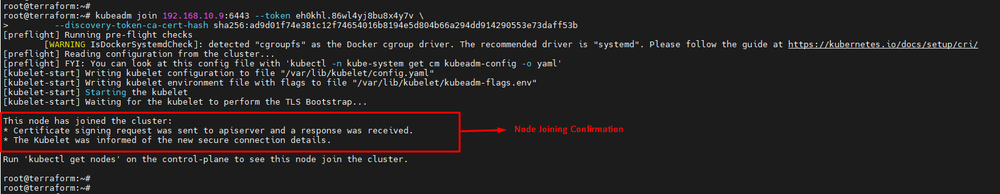 root@terraform:~#
root@terraform:~# kubeadm join 192.168.10.9:6443 --token eh0khl.86wl4yj8bu8x4y7v \
>         --discovery-token-ca-cert-hash sha256:ad9d01f74e381c12f74654016b8194e5d804b66a294dd914290553e73daff53b
[preflight] Running pre-flight checks
        [WARNING IsDockerSystemdCheck]: detected "cgroupfs" as the Docker cgroup driver. The recommended driver is "systemd". Please follow the guide at https://kubernetes.io/docs/setup/cri/
[preflight] Reading configuration from the cluster...
[preflight] FYI: You can look at this config file with 'kubectl -n kube-system get cm kubeadm-config -o yaml'
[kubelet-start] Writing kubelet configuration to file "/var/lib/kubelet/config.yaml"
[kubelet-start] Writing kubelet environment file with flags to file "/var/lib/kubelet/kubeadm-flags.env"
[kubelet-start] Starting the kubelet
[kubelet-start] Waiting for the kubelet to perform the TLS Bootstrap...
This node has joined the cluster:
* Certificate signing request was sent to apiserver and a response was received.
Node Joining Confirmation
* The Kubelet was informed of the new secure connection details.
Run 'kubectl get nodes' on the control-plane to see this node join the cluster.
root@terraform:~#
root@terraform:~#